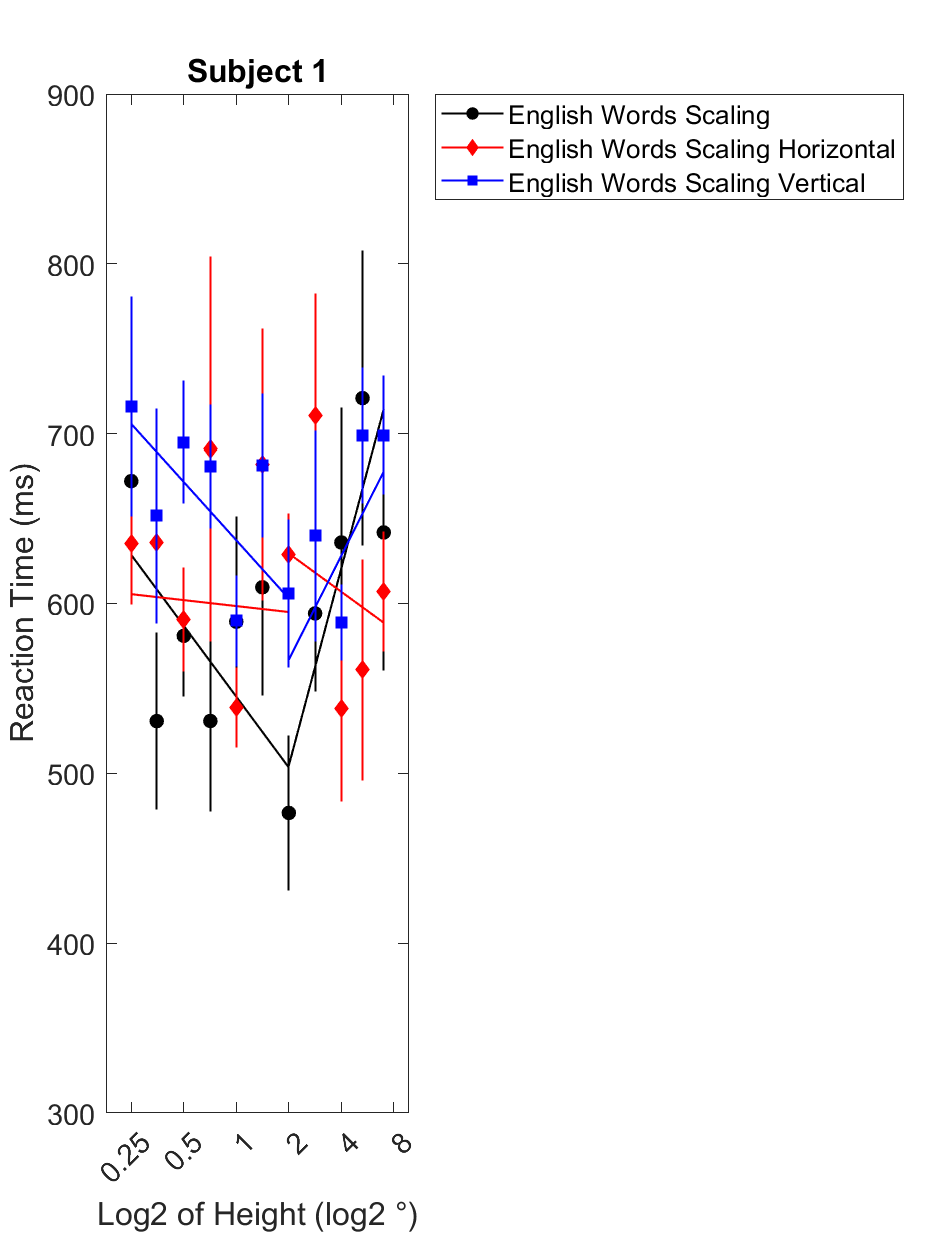 Subject 1
900
800
700
600
500
400
300
Reaction Time (ms)
0.25
0.5
1
2
4
8
Log2 of Height (log2 °)
English Words Scaling
English Words Scaling Horizontal
English Words Scaling Vertical